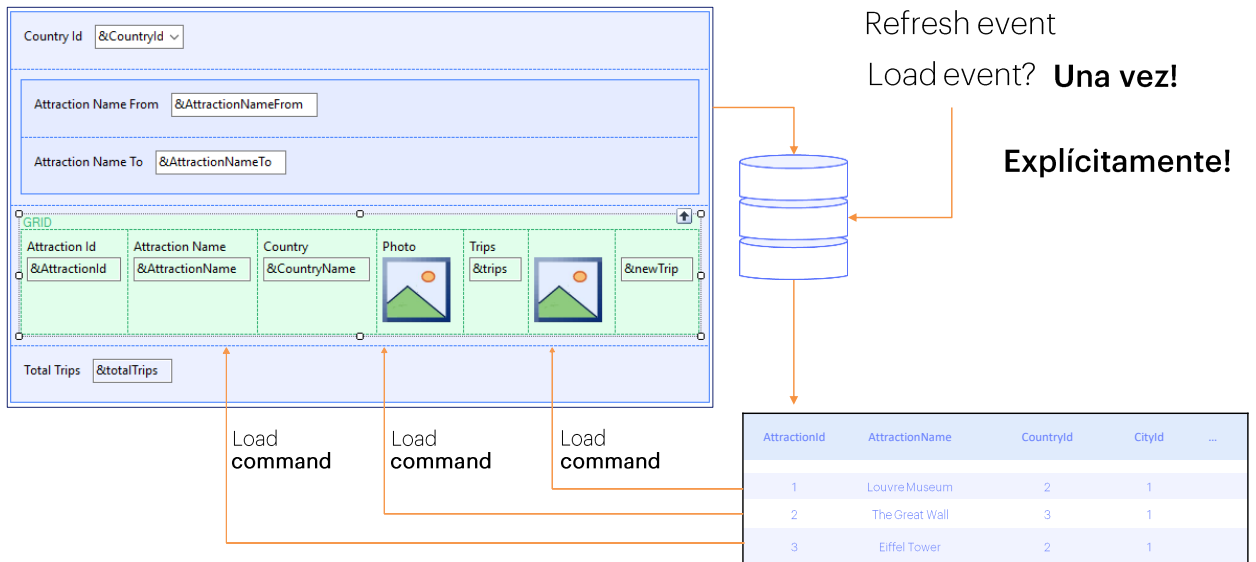 Country Id &CountryId
Attraction Name From &AttractionNameFrom
Attraction Name To &AttractionNameTo
GRID
Attraction Id Attraction Name Country Photo Trips
&AttractionId &AttractionName &CountryName &trips &newTrip
Total Trips &totalTrips
Refresh event
Load event? Una vez!
Explícitamente!
Load Load Load
command command command
AttractionId AttractionName CountryId CityId ...
1 Louvre Museum 2 1
2 The Great Wall 3 1
3 Eiffel Tower 2 1